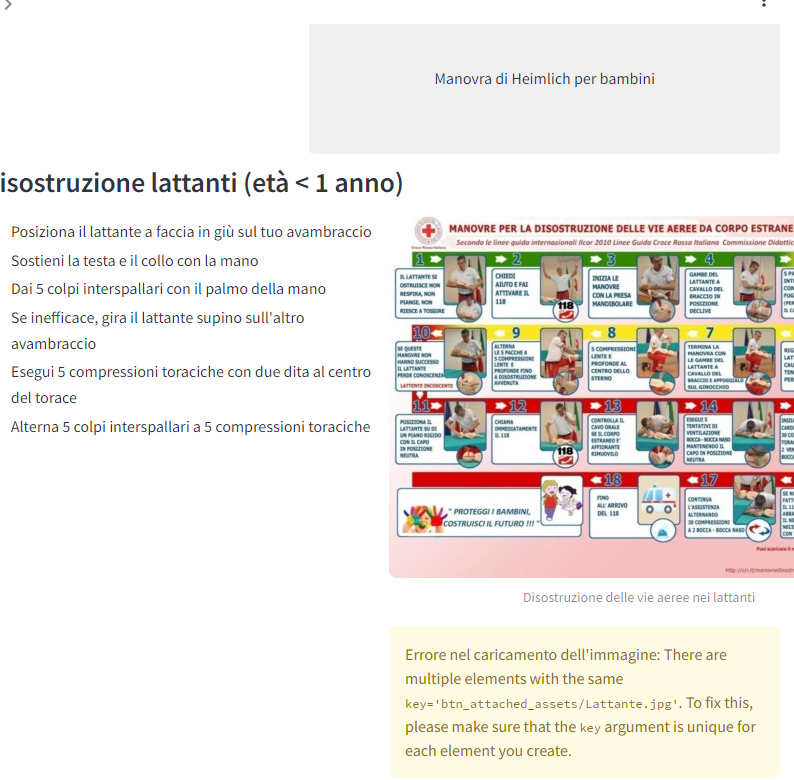 Manovra di Heimlich per bambini
isostruzione lattanti (età < 1 anno)
Posiziona il lattante a faccia in giù sul tuo avambraccio
Sostieni la testa e il collo con la mano
Dai 5 colpi interspallari con il palmo della mano
Se inefficace, gira il lattante supino sull'altro
avambraccio
Esegui 5 compressioni toraciche con due dita al centro
del torace
Alterna 5 colpi interspallari a 5 compressioni toraciche
Croce Rossa Italiana
MANOVRE PER LA DISOSTRUZIONE DELLE VIE AEREE DA CORPO ESTRANE
Secondo le linee guida internazionali Ilcor 2010 Linee Guida Croce Rossa Italiana Commissione Didattic
1
IL LATTANTE SI
OSTRUISCE NON
RESPIRA, NON
PIANGE, NON
RIESCE A TOSSIRE
2
CHIEDI
AIUTO E FAI
ATTIVARE IL
118
118
3
INIZIA LE
MANOVRE
CON LA PRESA
MANDIBOLARE
4
GAMBE DEL
LATTANTE A
CAVALLO DEL
BRACCIO IN
POSIZIONE
DECLIVE
10
SE QUESTE
MANOVRE NON
HANNO SUCCESSO
IL LATTANTE
PERDE CONOSCENZA
LATTANTE INCOSCIENTE
9
ALTERNA
LE 5 PACCHE A
5 COMPRESSIONI
LENTE E
PROFONDE FINO
A DISOSTRUZIONE
AVVENUTA
8
5 COMPRESSIONI
LENTE E
PROFONDE AL
CENTRO DELLO
STERNO
7
TERMINA LA
MANOVRA CON
LE GAMBE DEL
LATTANTE A
CAVALLO DEL
BRACCIO E APPOGGIALO
SUL GINOCCHIO
11
POSIZIONA IL
LATTANTE SU DI
UN PIANO RIGIDO
CON IL CAPO
IN POSIZIONE
NEUTRA
12
CHIAMA
IMMEDIATAMENTE
IL 118
118
13
CONTROLLA IL
CAVO ORALE
SE IL CORPO
ESTRANEO E'
AFFIORANTE
RIMUOVILO
14
ESEGUI 5
TENTATIVI DI
VENTILAZIONE
BOCCA - BOCCA NASO
MANTENENDO IL
CAPO IN POSIZIONE
NEUTRA
" PROTEGGI I BAMBINI,
COSTRUISCI IL FUTURO !!! "
18
FINO
ALL' ARRIVO
DEL 118
17
CONTINUA
L'ASSISTENZA
ALTERNANDO
30 COMPRESSIONI
A 2 BOCCA - BOCCA NASO
Puoi scaricare il
Disostruzione delle vie aeree nei lattanti
Errore nel caricamento dell'immagine: There are
multiple elements with the same
key='btn_attached_assets/Lattante.jpg'. To fix this,
please make sure that the key argument is unique for
each element you create.